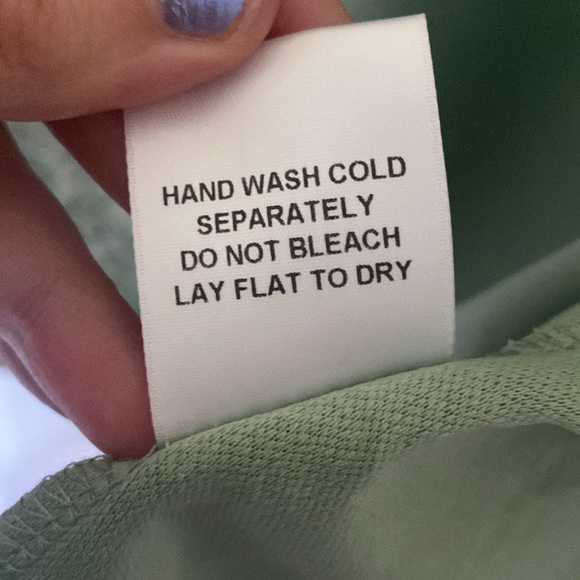 HAND WASH COLD
SEPARATELY
DO NOT BLEACH
LAY FLAT TO DRY